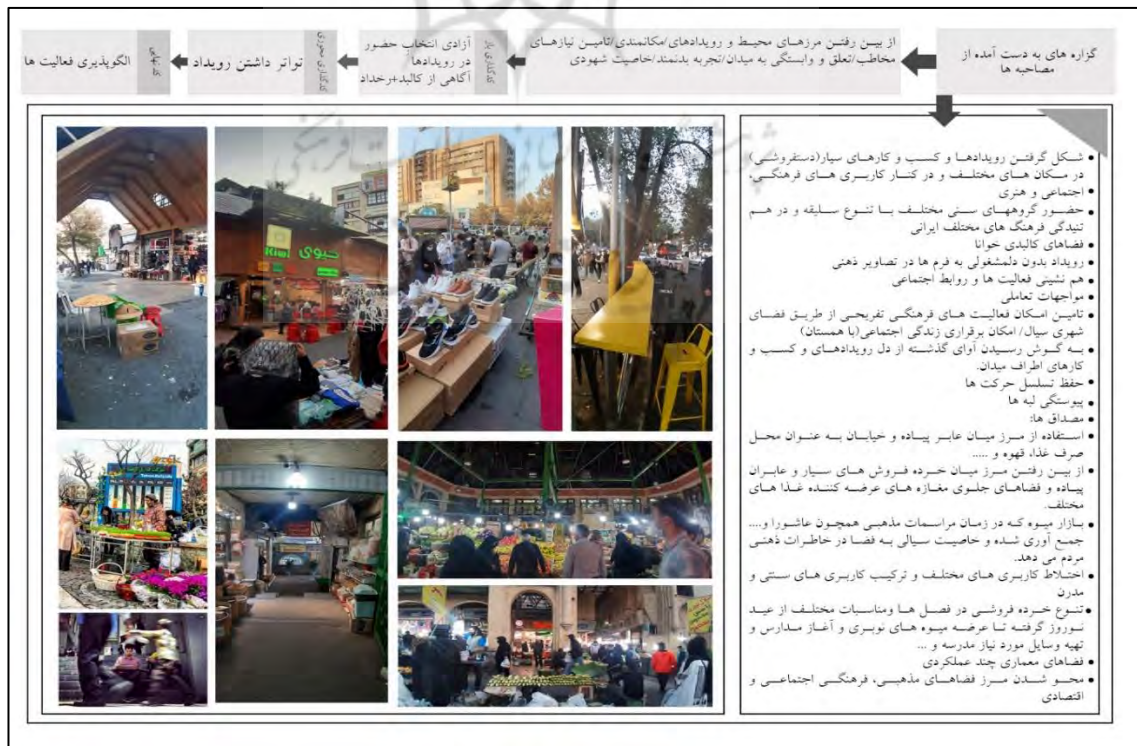 گزاره های به دست آمده از
مصاحبه ها
از بین رفتن مرزهای محیط و رویدادهای/مکانمندی/تامین نیازهای
مخاطب/تعلق و وابستگی به میدان/تجربه بدنمند/خاصیت شهودی
کدگذاری باز
آزادی انتخاب حضور
در رویدادها
آگاهی از کالبد+رخداد
کدگذاری محوری
تواتر داشتن رویداد
کد نهایی
الگوپذیری فعالیت ها
• شکل گرفتن رویدادها و کسب و کارهای سیار(دستفروشی)
در مکان های مختلف و در کنار کاربری های فرهنگی،
• اجتماعی و هنری
• حضور گروههای سنی مختلف با تنوع سلیقه و در هم
تنیدگی فرهنگ های مختلف ایرانی
• فضاهای کالبدی خوانا
• رویداد بدون دلمشغولی به فرم ها در تصاویر ذهنی
• هم نشینی فعالیت ها و روابط اجتماعی
• مواجهات تعاملی
• تامین امکان فعالیت های فرهنگی تفریحی از طریق فضای
شهری سیال/ امکان برقراری زندگی اجتماعی(با همستان)
• به گوش رسیدن آوای گذشته از دل رویدادهای و کسب و
کارهای اطراف میدان.
• حفظ تسلسل حرکت ها
• پیوستگی لبه ها
• مصداق ها:
• استفاده از مرز میان عابر پیاده و خیابان به عنوان محل
صرف غذا، قهوه و .....
• از بین رفتن مرز میان خرده فروش های سیار و عابران
پیاده و فضاهای جلوی مغازه های عرضه کننده غذا های
مختلف.
• بازار میوه که در زمان مراسمات مذهبی همچون عاشورا و....
جمع آوری شده و خاصیت سیالی به فضا در خاطرات ذهنی
مردم می دهد.
• اختلاط کاربری های مختلف و ترکیب کاربری های سنتی و
مدرن
• تنوع خرده فروشی در فصل ها ومناسبات مختلف از عید
نوروز گرفته تا عرضه میوه های نوبری و آغاز مدارس و
تهیه وسایل مورد نیاز مدرسه و ...
• فضاهای معماری چند عملکردی
• محو شدن مرز فضاهای مذهبی، فرهنگی اجتماعی و
اقتصادی
Kiwi
کیوی